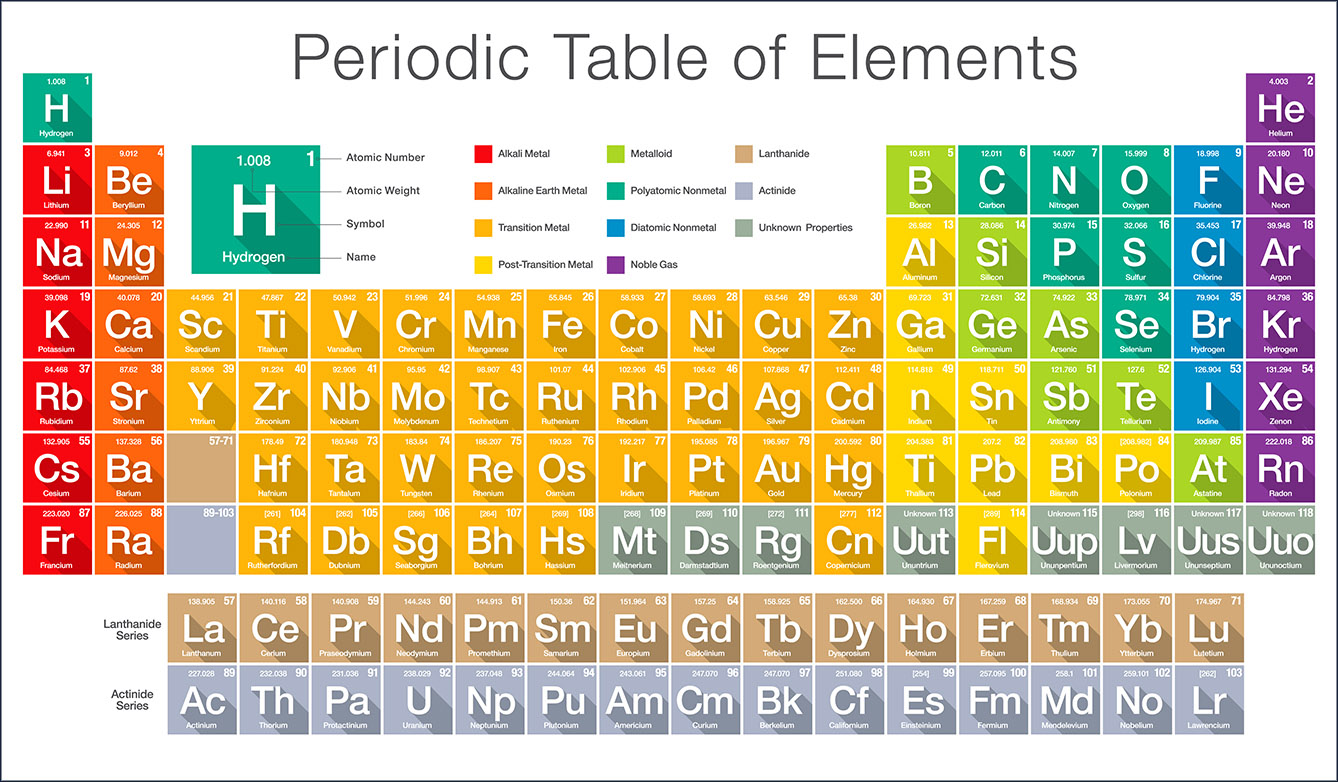 Periodic Table of Elements
1.008 1 4.003 2
H He
Hydrogen Helium
1.008 1 Atomic Number
Atomic Weight
H Symbol
Hydrogen Name
Alkali Metal Metalloid Lanthanide
Alkaline Earth Metal Polyatomic Nonmetal Actinide
Transition Metal Diatomic Nonmetal Unknown Properties
Post-Transition Metal Noble Gas
6.941 3 9.012 4 10.811 5 12.011 6 14.007 7 15.999 8 18.998 9 20.180 10
Li Be B C N O F Ne
Lithium Beryllium Boron Carbon Nitrogen Oxygen Fluorine Neon
22.990 11 24.305 12 26.982 13 28.086 14 30.974 15 32.066 16 35.453 17 39.948 18
Na Mg Al Si P S Cl Ar
Sodium Magnesium Aluminum Silicon Phosphorus Sulfur Chlorine Argon
39.098 19 40.078 20 44.956 21 47.867 22 50.942 23 51.996 24 54.938 25 55.845 26 58.933 27 58.693 28 63.546 29 65.38 30 69.723 31 72.631 32 74.922 33 78.971 34 79.904 35 84.798 36
K Ca Sc Ti V Cr Mn Fe Co Ni Cu Zn Ga Ge As Se Br Kr
Potassium Calcium Scandium Titanium Vanadium Chromium Manganese Iron Cobalt Nickel Copper Zinc Gallium Germanium Arsenic Selenium Hydrogen Hydrogen
84.468 37 87.62 38 88.906 39 91.224 40 92.906 41 95.95 42 98.907 43 101.07 44 102.906 45 106.42 46 107.868 47 112.411 48 114.818 49 118.711 50 121.760 51 127.6 52 126.904 53 131.294 54
Rb Sr Y Zr Nb Mo Tc Ru Rh Pd Ag Cd n Sn Sb Te I Xe
Rubidium Stronium Yttrium Zirconium Niobium Molybdenum Technetium Ruthenium Rhodium Palladium Silver Cadmium Indium Tin Antimony Tellurium Iodine Zenon
132.905 55 137.328 56 57-71 178.49 72 180.948 73 183.84 74 186.207 75 190.23 76 192.217 77 195.085 78 196.967 79 200.592 80 204.383 81 207.2 82 208.980 83 [208.982] 84 209.987 85 222.018 86
Cs Ba Hf Ta W Re Os Ir Pt Au Hg Ti Pb Bi Po At Rn
Cesium Barium Hafnium Tantalum Tungsten Rhenium Osmium Iridium Platinum Gold Mercury Thallium Lead Bismuth Polonium Astatine Radon
223.020 87 226.025 88 89-103 [261] 104 [262] 105 [266] 106 [264] 107 [269] 108 [268] 109 [269] 110 [272] 111 [277] 112 Unknown 113 [289] 114 Unknown 115 [298] 116 Unknown 117 Unknown 118
Fr Ra Rf Db Sg Bh Hs Mt Ds Rg Cn Uut Fl Uup Lv Uus Uuo
Francium Radium Rutherfordium Dubnium Seaborgium Bohrium Hassium Meitnerium Darmstadtium Roentgenium Copernicium Ununtrium Flerovium Ununpentium Livermorium Ununseptium Ununoctium
Lanthanide
Series
138.905 57 140.116 58 140.908 59 144.243 60 144.913 61 150.36 62 151.964 63 157.25 64 158.925 65 162.500 66 164.930 67 167.259 68 168.934 69 173.055 70 174.967 71
La Ce Pr Nd Pm Sm Eu Gd Tb Dy Ho Er Tm Yb Lu
Lanthanum Cerium Praseodymium Neodymium Promethium Samarium Europium Gadolinium Terbium Dysprosium Holmium Erbium Thulium Ytterbium Lutetium
Actinide
Series
227.028 89 232.038 90 231.036 91 238.029 92 237.048 93 244.064 94 243.061 95 247.070 96 247.070 97 251.080 98 [254] 99 257.095 100 258.1 101 259.101 102 [262] 103
Ac Th Pa U Np Pu Am Cm Bk Cf Es Fm Md No Lr
Actinium Thorium Protactinium Uranium Neptunium Plutonium Americium Curium Berkelium Californium Einsteinium Fermium Mendelevium Nobelium Lawrencium